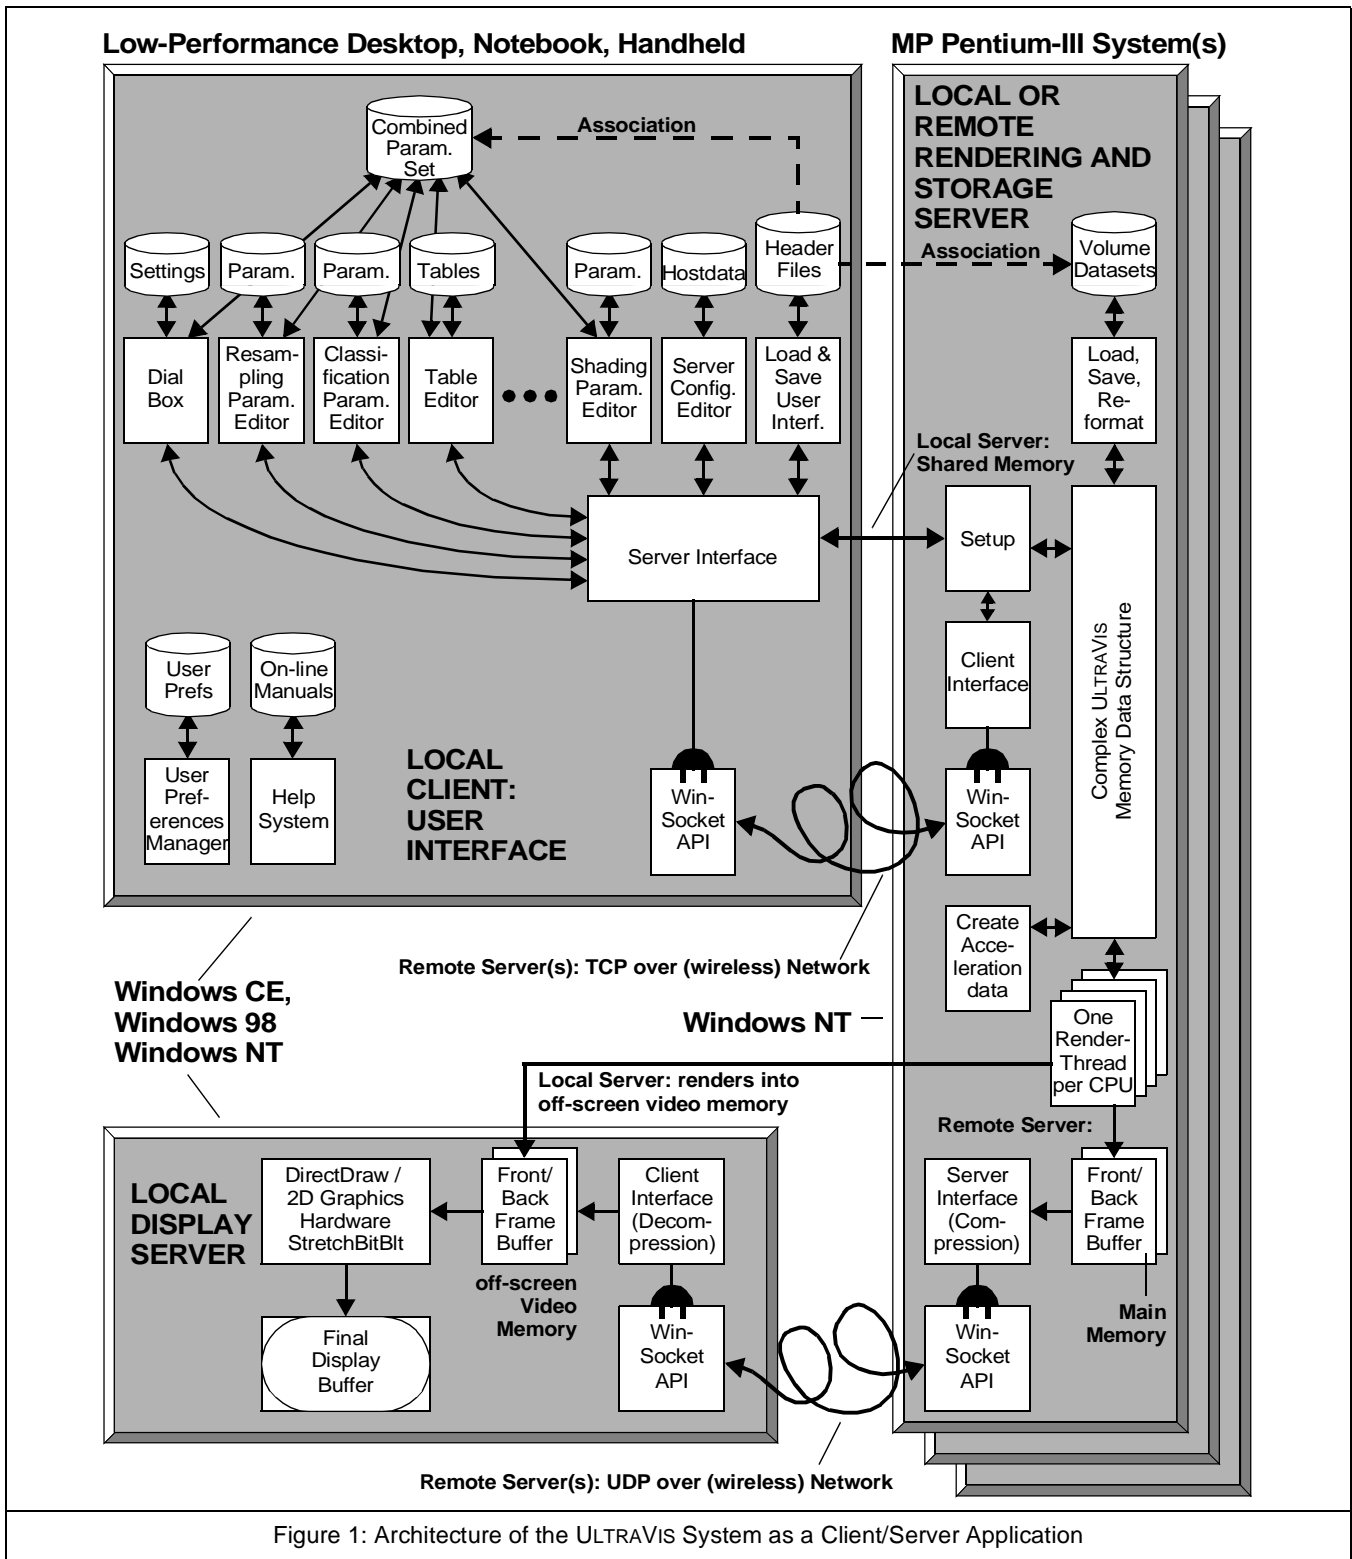 Low-Performance Desktop, Notebook, Handheld
MP Pentium-III System(s)
LOCAL OR
REMOTE
RENDERING AND
STORAGE
SERVER
Combined
Param.
Set
Association
Settings
Param.
Param.
Tables
Param.
Hostdata
Header
Files
Association
Volume
Datasets
Dial
Box
Resam-
pling
Param.
Editor
Classi-
fication
Param.
Editor
Table
Editor
Shading
Param.
Editor
Server
Config.
Editor
Load &
Save
User
Interf.
Load,
Save,
Re-
format
Local Server:
Shared Memory
Server Interface
Setup
Client
Interface
Complex ULTRAVIS
Memory Data Structure
User
Prefs
On-line
Manuals
User
Pref-
erences
Manager
Help
System
LOCAL
CLIENT:
USER
INTERFACE
Win-
Socket
API
Win-
Socket
API
Create
Acce-
leration
data
Remote Server(s): TCP over (wireless) Network
Windows CE,
Windows 98
Windows NT
Windows NT
One
Render-
Thread
per CPU
Local Server: renders into
off-screen video memory
Remote Server:
LOCAL
DISPLAY
SERVER
DirectDraw /
2D Graphics
Hardware
StretchBitBlt
Front/
Back
Frame
Buffer
Client
Interface
(Decom-
pression)
Server
Interface
(Com-
pression)
Front/
Back
Frame
Buffer
off-screen
Video
Memory
Main
Memory
Final
Display
Buffer
Win-
Socket
API
Win-
Socket
API
Remote Server(s): UDP over (wireless) Network
Figure 1: Architecture of the ULTRAVIS System as a Client/Server Application